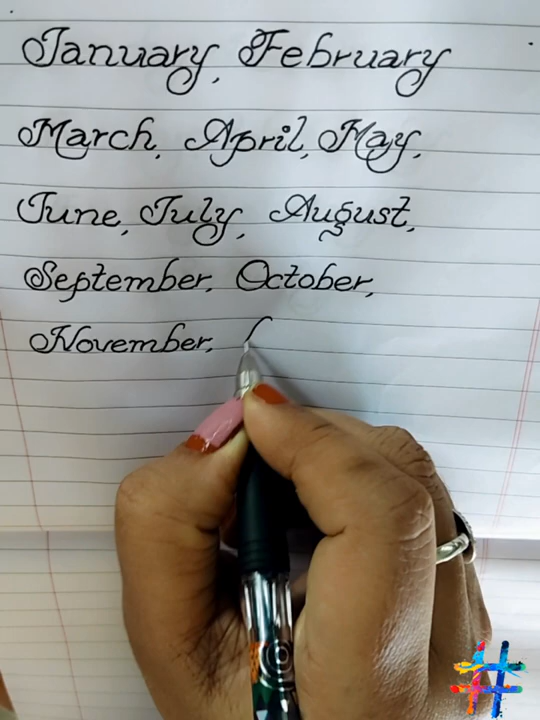 January, February
March, April, May,
June, July, August,
September, October,
November,